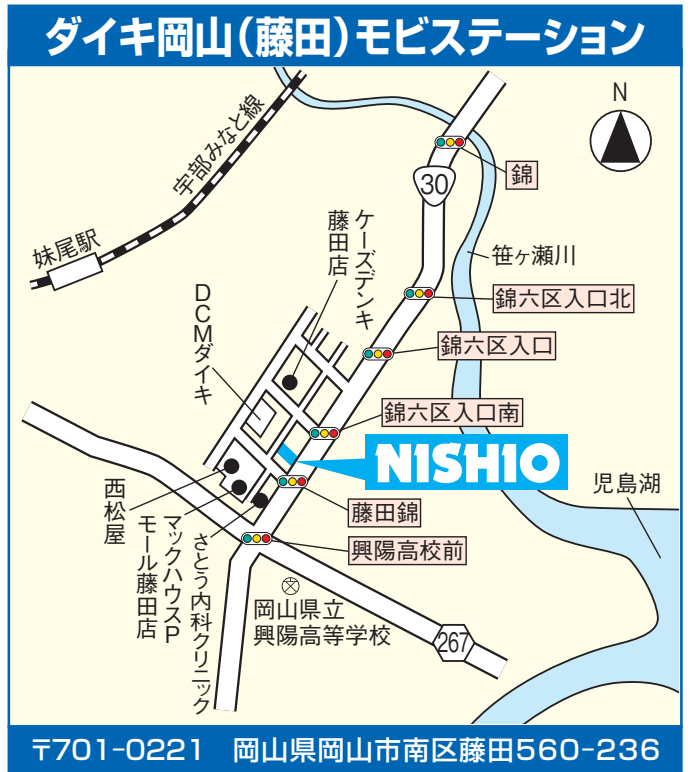 ダイキ岡山(藤田)モビステーション
N
宇部みなと線
30
錦
妹尾駅
ケーズデンキ
藤田店
笹ヶ瀬川
DCMダイキ
錦六区入口北
錦六区入口
錦六区入口南
NISHIO
児島湖
西松屋
藤田錦
マックハウスP
モール藤田店
さとう内科クリニック
興陽高校前
岡山県立
興陽高等学校
267
〒701-0221 岡山県岡山市南区藤田560-236